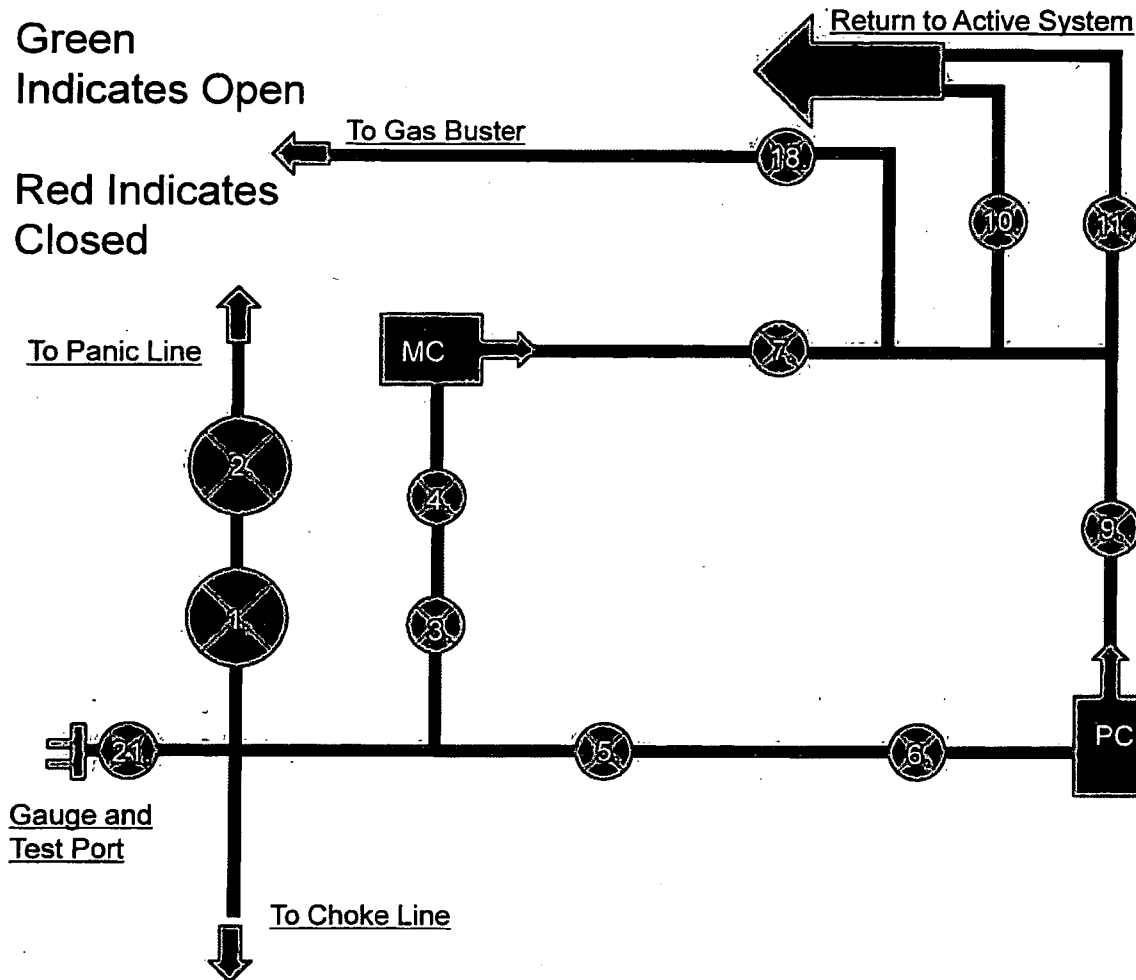 Green
Indicates Open
Return to Active System
To Gas Buster
18.
Red Indicates
Closed
10.
11.
To Panic Line
MC
7.
2.
4.
9.
1.
3.
21.
5.
6.
PC
Gauge and
Test Port
To Choke Line